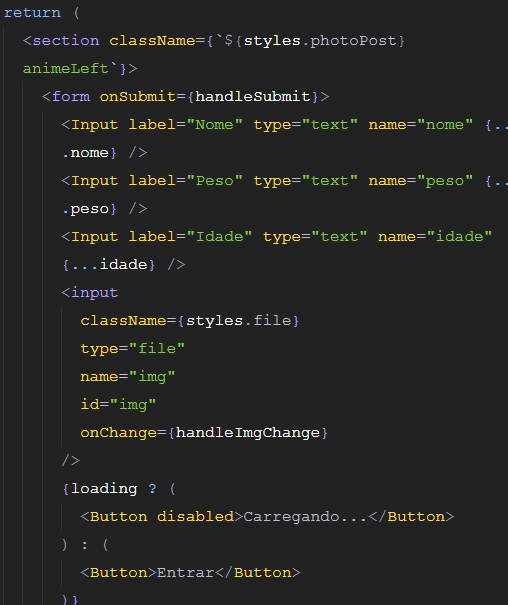 return (
<section className={`${styles.photoPost}
animeLeft`}>
<form onSubmit={handleSubmit}>
<Input label="Nome" type="text" name="nome" {..
.nome} />
<Input label="Peso" type="text" name="peso" {..
.peso} />
<Input label="Idade" type="text" name="idade"
{...idade} />
<input
className={styles.file}
type="file"
name="img"
id="img"
onChange={handleImgChange}
/>
{loading ? (
<Button disabled>Carregando...</Button>
) : (
<Button>Entrar</Button>
)}